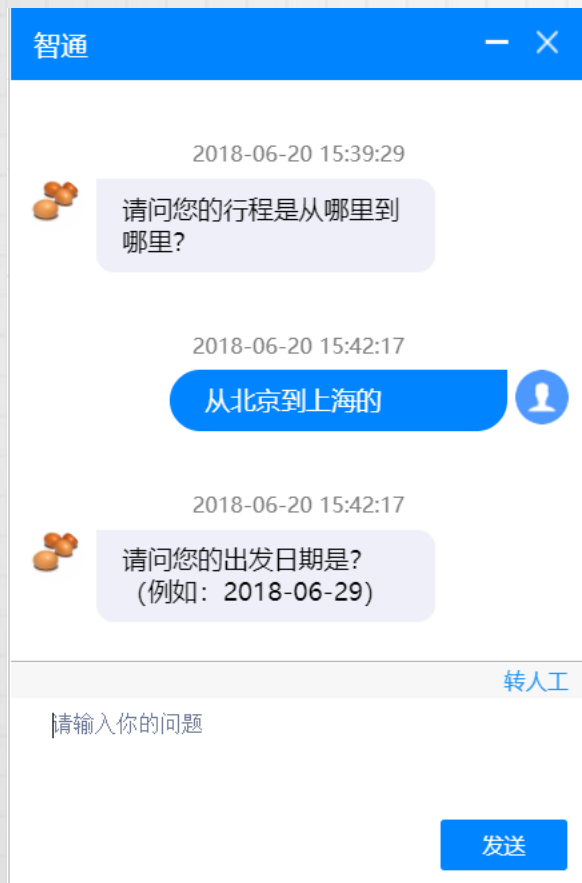 智通
2018-06-20 15:39:29
请问您的行程是从哪里到
哪里?
2018-06-20 15:42:17
从北京到上海的
2018-06-20 15:42:17
请问您的出发日期是?
（例如：2018-06-29）
转人工
请输入你的问题
发送